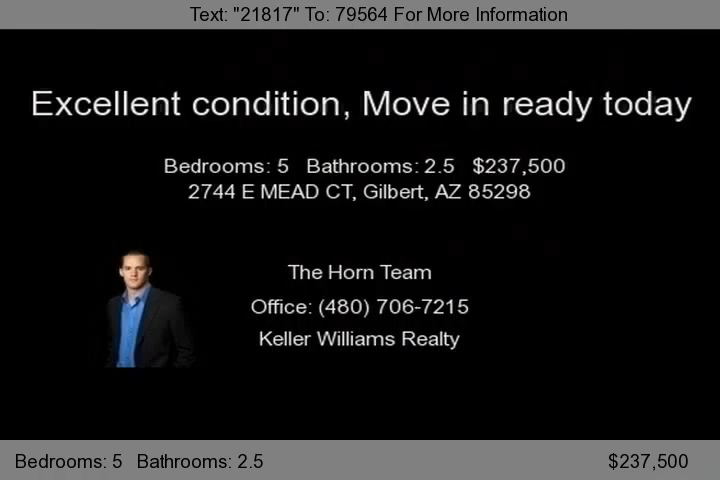 Text: "21817" To: 79564 For More Information
Excellent condition, Move in ready today
Bedrooms: 5 Bathrooms: 2.5 $237,500
2744 E MEAD CT, Gilbert, AZ 85298
The Horn Team
Office: (480) 706-7215
Keller Williams Realty
Bedrooms: 5 Bathrooms: 2.5 $237,500